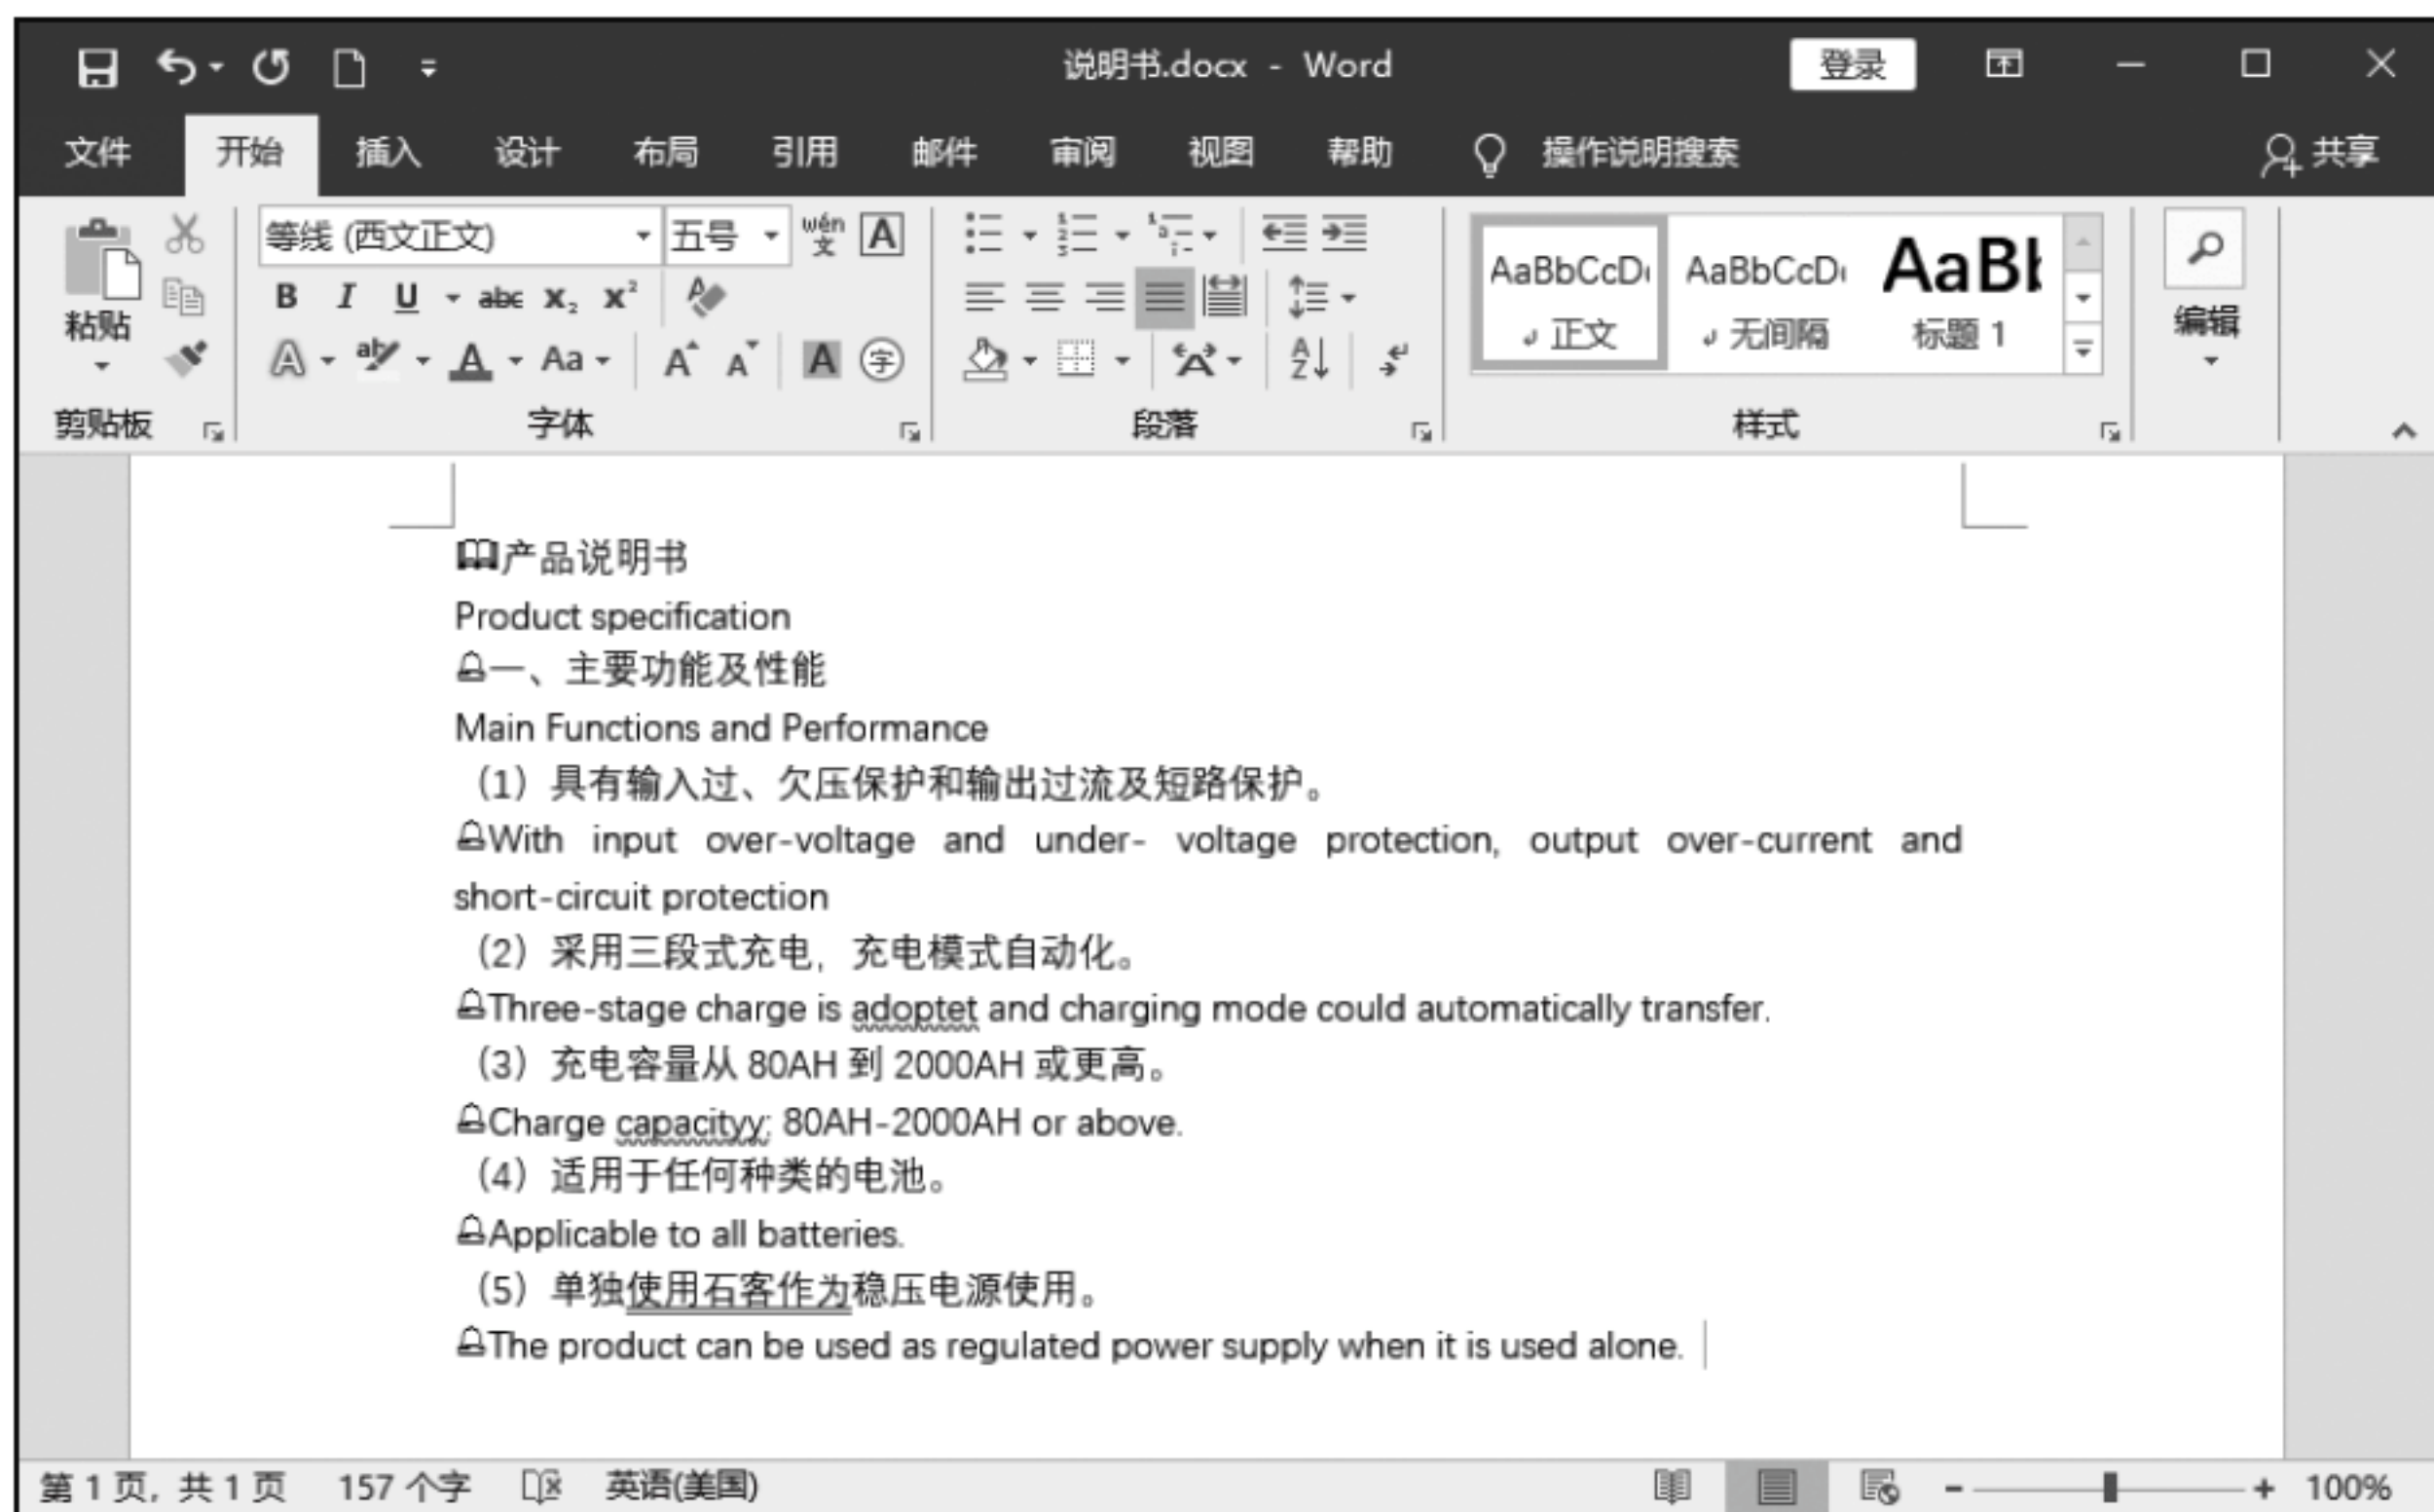 说明书.docx - Word
登录
文件 开始 插入 设计 布局 引用 邮件 审阅 视图 帮助 操作说明搜索 共享
粘贴
剪贴板
等线 (西文正文) 五号 wén 文 A
B I U abc x₂ x²
A aby A Aa A A A 字
字体
段落
AaBbCcD AaBbCcD AaBb
正文 无间隔 标题 1
样式
编辑
产品说明书
Product specification
一、主要功能及性能
Main Functions and Performance
（1）具有输入过、欠压保护和输出过流及短路保护。
With input over-voltage and under- voltage protection, output over-current and
short-circuit protection
（2）采用三段式充电，充电模式自动化。
Three-stage charge is adoptet and charging mode could automatically transfer.
（3）充电容量从 80AH 到 2000AH 或更高。
Charge capacityy: 80AH-2000AH or above.
（4）适用于任何种类的电池。
Applicable to all batteries.
（5）单独使用石客作为稳压电源使用。
The product can be used as regulated power supply when it is used alone.
第 1 页, 共 1 页 157 个字 英语(美国) 100%